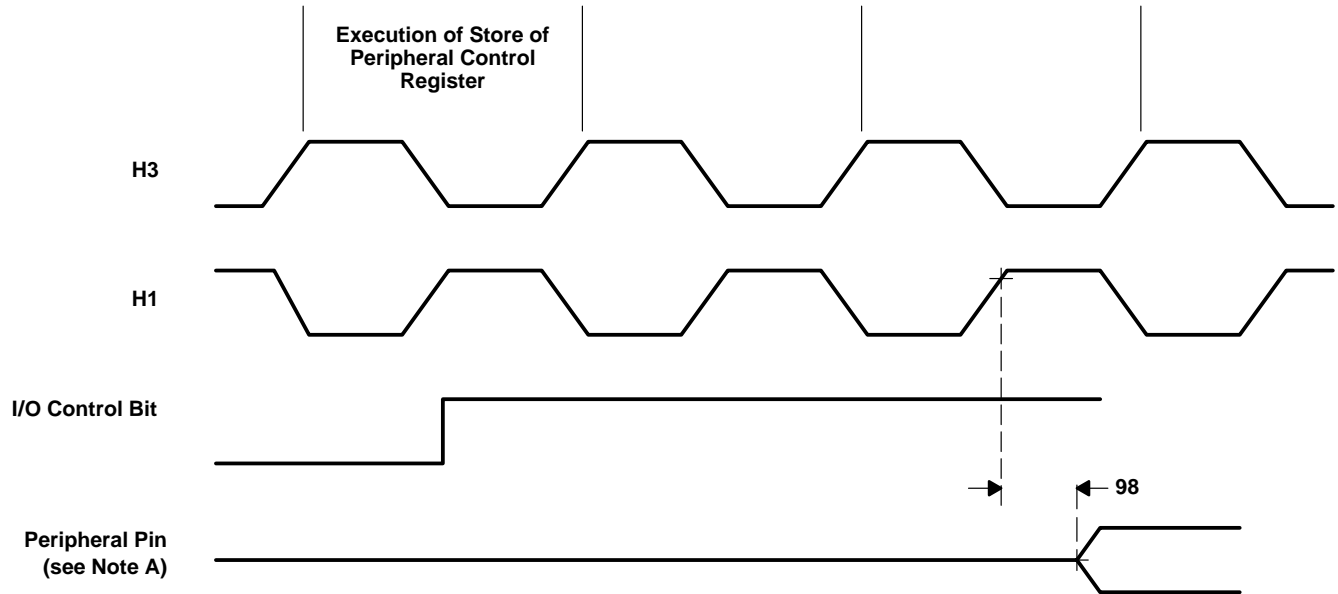 Execution of Store of
Peripheral Control
Register
H3
H1
I/O Control Bit
98
Peripheral Pin
(see Note A)